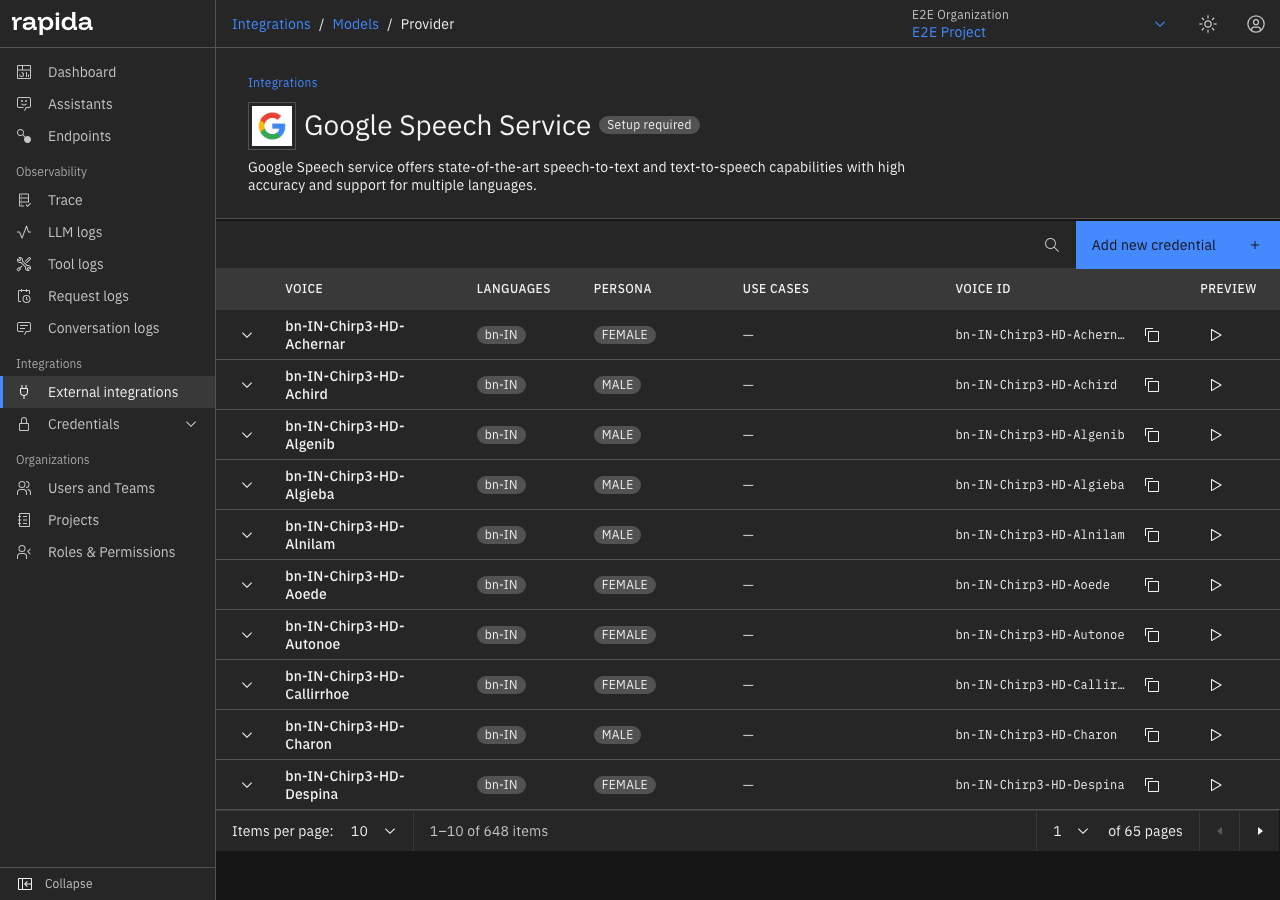 rapida
Integrations / Models / Provider
E2E Organization
E2E Project
Dashboard
Assistants
Endpoints
Observability
Trace
LLM logs
Tool logs
Request logs
Conversation logs
Integrations
External integrations
Credentials
Organizations
Users and Teams
Projects
Roles & Permissions
Collapse
Integrations
Google Speech Service Setup required
Google Speech service offers state-of-the-art speech-to-text and text-to-speech capabilities with high
accuracy and support for multiple languages.
Add new credential +
VOICE LANGUAGES PERSONA USE CASES VOICE ID PREVIEW
bn-IN-Chirp3-HD-
Achernar bn-IN FEMALE — bn-IN-Chirp3-HD-Achern…
bn-IN-Chirp3-HD-
Achird bn-IN MALE — bn-IN-Chirp3-HD-Achird
bn-IN-Chirp3-HD-
Algenib bn-IN MALE — bn-IN-Chirp3-HD-Algenib
bn-IN-Chirp3-HD-
Algieba bn-IN MALE — bn-IN-Chirp3-HD-Algieba
bn-IN-Chirp3-HD-
Alnilam bn-IN MALE — bn-IN-Chirp3-HD-Alnilam
bn-IN-Chirp3-HD-
Aoede bn-IN FEMALE — bn-IN-Chirp3-HD-Aoede
bn-IN-Chirp3-HD-
Autonoe bn-IN FEMALE — bn-IN-Chirp3-HD-Autonoe
bn-IN-Chirp3-HD-
Callirrhoe bn-IN FEMALE — bn-IN-Chirp3-HD-Callir…
bn-IN-Chirp3-HD-
Charon bn-IN MALE — bn-IN-Chirp3-HD-Charon
bn-IN-Chirp3-HD-
Despina bn-IN FEMALE — bn-IN-Chirp3-HD-Despina
Items per page: 10 1–10 of 648 items 1 of 65 pages